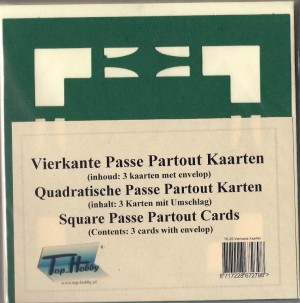 Vierkante Passe Partout Kaarten
(inhoud: 3 kaarten met envelop)
Quadratische Passe Partout Karten
(inhalt: 3 Karten mit Umschlag)
Square Passe Partout Cards
(Contents: 3 cards with envelop)
Top Hobby
www.top-hobby.nl